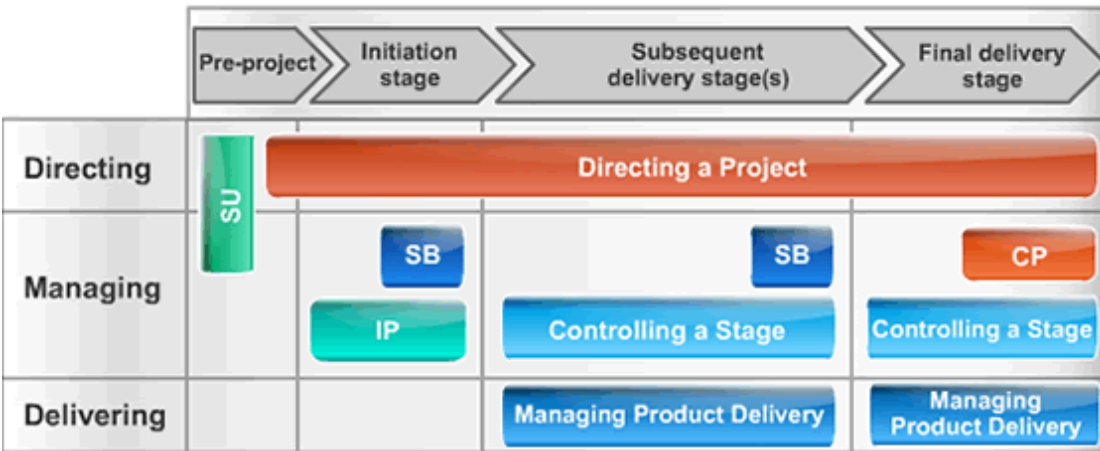 Pre-project
Initiation
stage
Subsequent
delivery stage(s)
Final delivery
stage
Directing
SU
Directing a Project
Managing
SB
SB
CP
IP
Controlling a Stage
Controlling a Stage
Delivering
Managing Product Delivery
Managing
Product Delivery